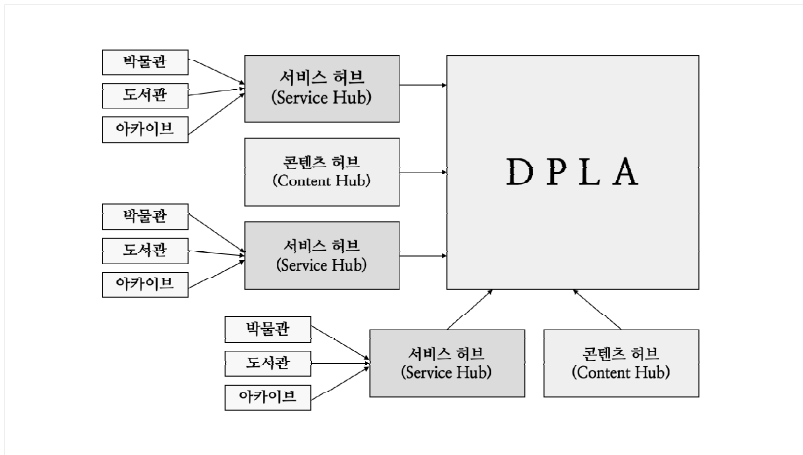 박물관
도서관
아카이브
서비스 허브
(Service Hub)
콘텐츠 허브
(Content Hub)
D P L A
박물관
도서관
아카이브
서비스 허브
(Service Hub)
박물관
도서관
아카이브
서비스 허브
(Service Hub)
콘텐츠 허브
(Content Hub)